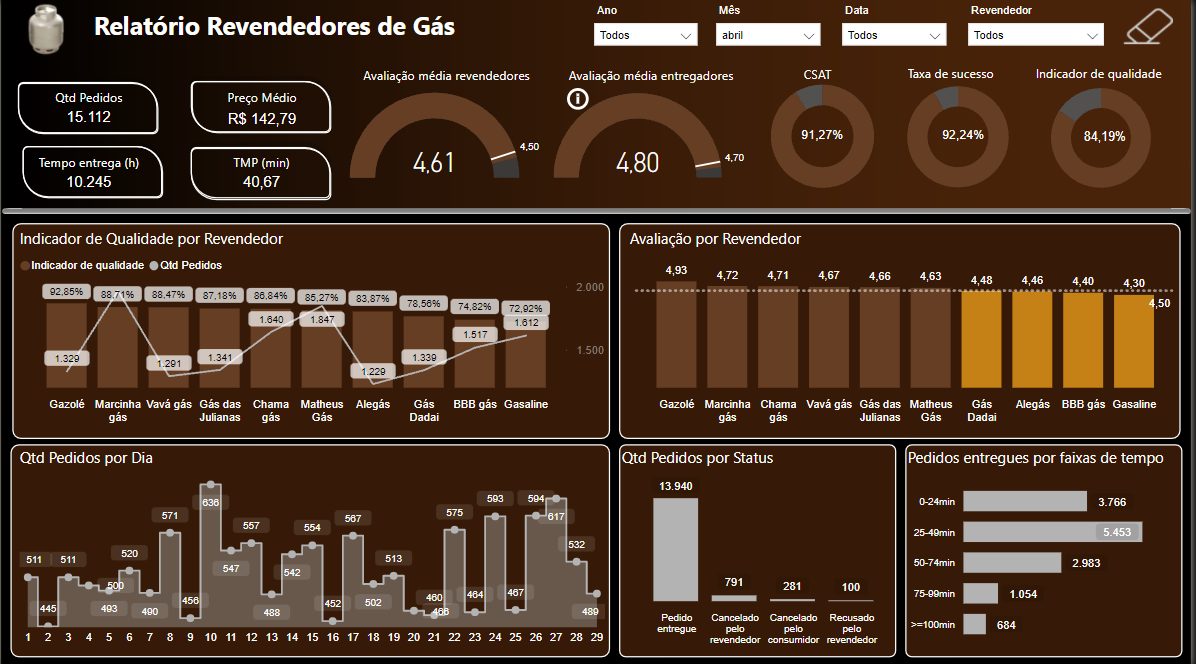 Relatório Revendedores de Gás
Ano
Mês
Data
Revendedor
Todos
abril
Todos
Todos
Qtd Pedidos
15.112
Preço Médio
R$ 142,79
Tempo entrega (h)
10.245
TMP (min)
40,67
Avaliação média revendedores
4,50
4,61
Avaliação média entregadores
4,70
4,80
CSAT
91,27%
Taxa de sucesso
92,24%
Indicador de qualidade
84,19%
Indicador de Qualidade por Revendedor
Indicador de qualidade Qtd Pedidos
92,85% 88,71% 88,47% 87,18% 86,84% 85,27% 83,87% 78,56% 74,82% 72,92%
2.000
1.500
1.329 1.291 1.341 1.640 1.847 1.229 1.339 1.517 1.612
Gazolé
Marcinha gás
Vavá gás
Gás das Julianas
Chama gás
Matheus Gás
Alegás
Gás Dadai
BBB gás
Gasaline
Avaliação por Revendedor
4,93 4,72 4,71 4,67 4,66 4,63 4,48 4,46 4,40 4,30
4,50
Gazolé
Marcinha gás
Chama gás
Vavá gás
Gás das Julianas
Matheus Gás
Gás Dadai
Alegás
BBB gás
Gasaline
Qtd Pedidos por Dia
511 445 511 493 500 520 490 571 456 636 547 557 488 542 554 452 567 502 513 460 466 575 464 593 467 594 617 532 489
1 2 3 4 5 6 7 8 9 10 11 12 13 14 15 16 17 18 19 20 21 22 23 24 25 26 27 28 29
Qtd Pedidos por Status
13.940
791
281
100
Pedido entregue
Cancelado pelo revendedor
Cancelado pelo consumidor
Recusado pelo revendedor
Pedidos entregues por faixas de tempo
0-24min 3.766
25-49min 5.453
50-74min 2.983
75-99min 1.054
>=100min 684